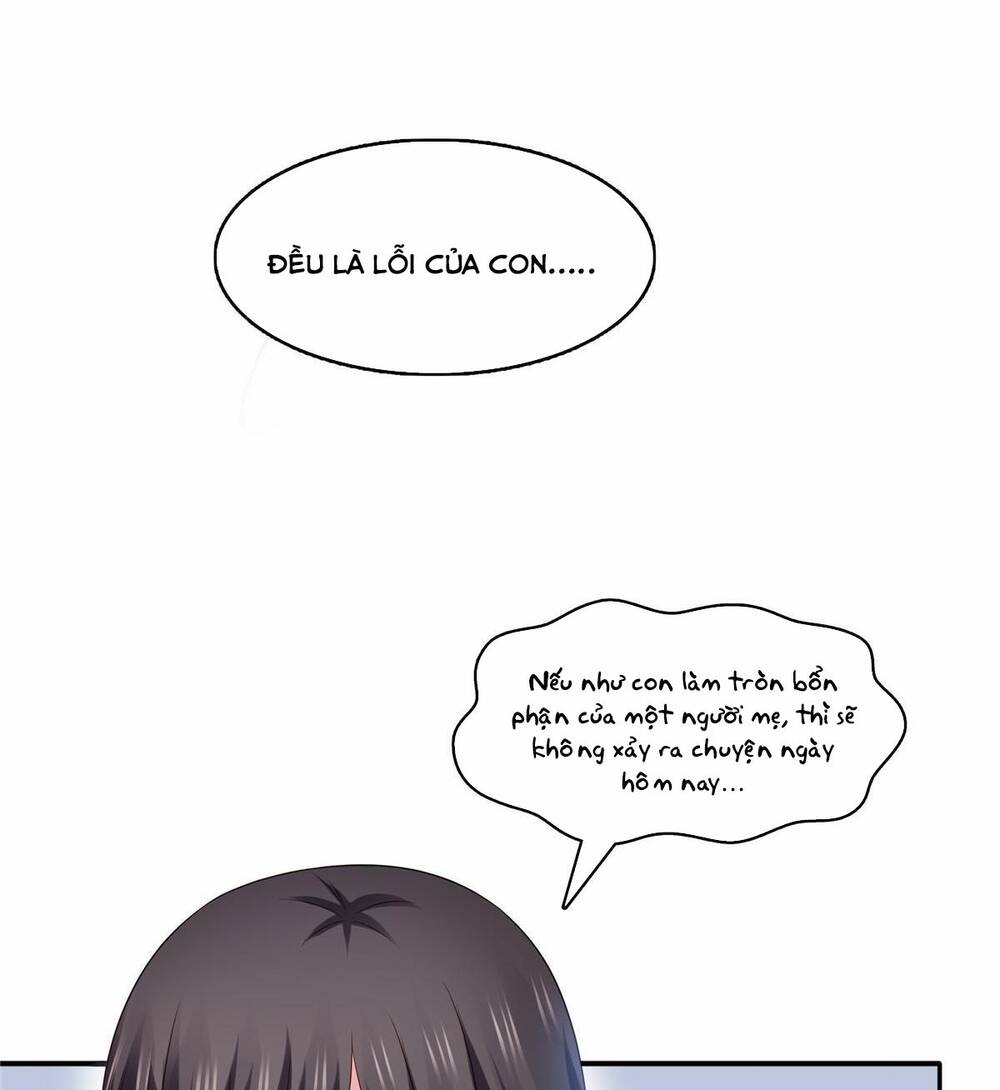 ĐỀU LÀ LỖI CỦA CON.....
Nếu như con làm tròn bổn
phận của một người mẹ, thì sẽ
không xảy ra chuyện ngày
hôm nay...